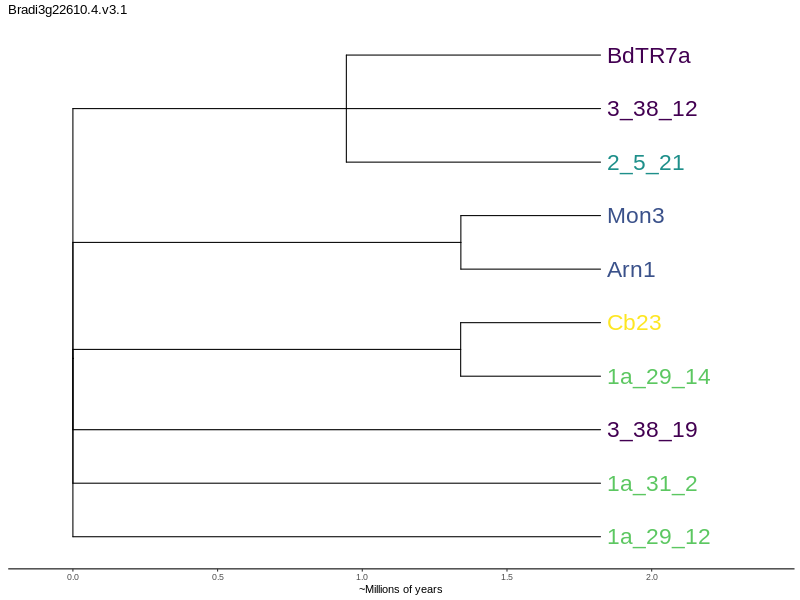 Bradi3g22610.4.v3.1
BdTR7a
3_38_12
2_5_21
Mon3
Arn1
Cb23
1a_29_14
3_38_19
1a_31_2
1a_29_12
0.0 0.5 1.0 1.5 2.0
~Millions of years